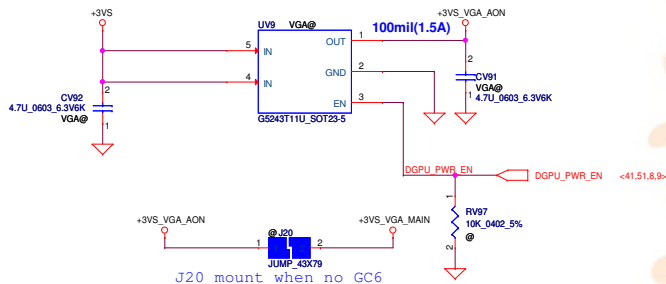 +3VS
UV9 VGA@
100mil(1.5A)
+3VS_VGA_AON
5 IN
OUT 1
4 IN
GND 2
EN 3
G5243T11U_SOT23-5
2
CV92
4.7U_0603_6.3V6K
VGA@
1
2
CV91
VGA@
4.7U_0603_6.3V6K
1
DGPU_PWR_EN
DGPU_PWR_EN <41,51,8,9>
1
RV97
10K_0402_5%
@
2
+3VS_VGA_AON
+3VS_VGA_MAIN
@ J20
1 2
JUMP_43X79
J20 mount when no GC6